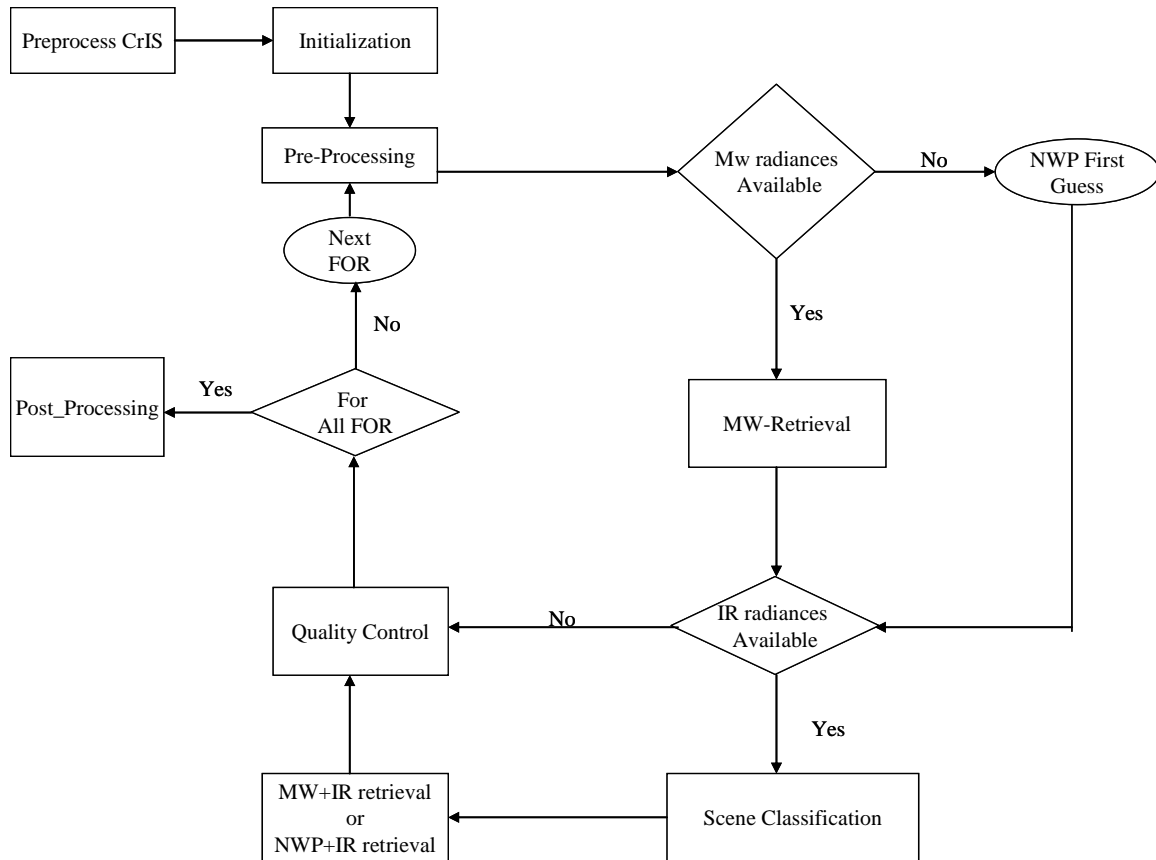 Preprocess CrIS
Initialization
Pre-Processing
Mw radiances
Available
No
NWP First
Guess
Next
FOR
No
Yes
Yes
Post_Processing
For
All FOR
MW-Retrieval
Quality Control
No
IR radiances
Available
Yes
MW+IR retrieval
or
NWP+IR retrieval
Scene Classification